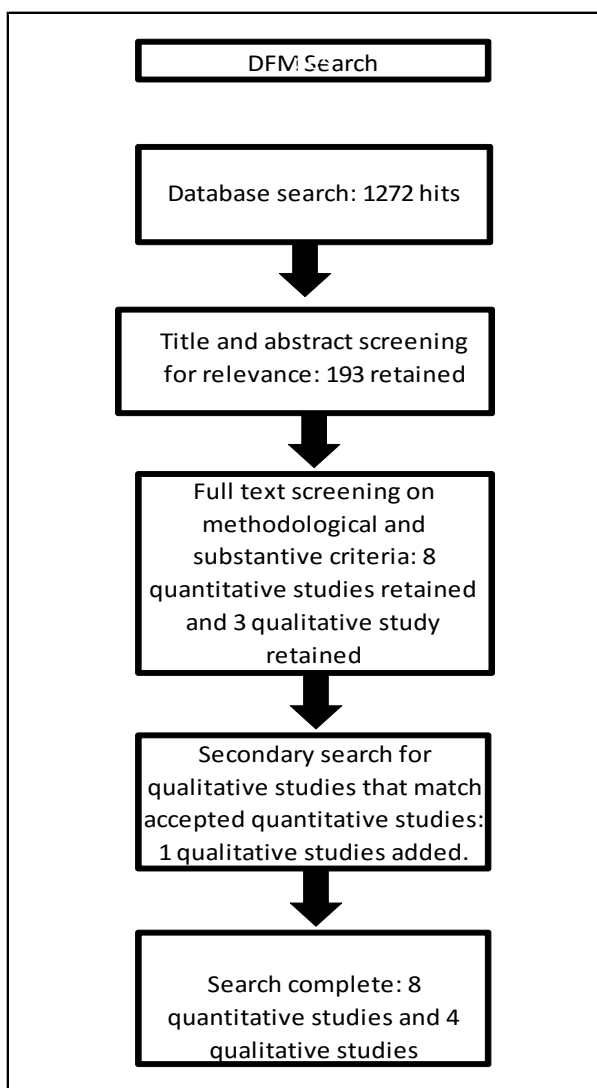 DFM Search
Database search: 1272 hits
Title and abstract screening
for relevance: 193 retained
Full text screening on
methodological and
substantive criteria: 8
quantitative studies retained
and 3 qualitative study
retained
Secondary search for
qualitative studies that match
accepted quantitative studies:
1 qualitative studies added.
Search complete: 8
quantitative studies and 4
qualitative studies